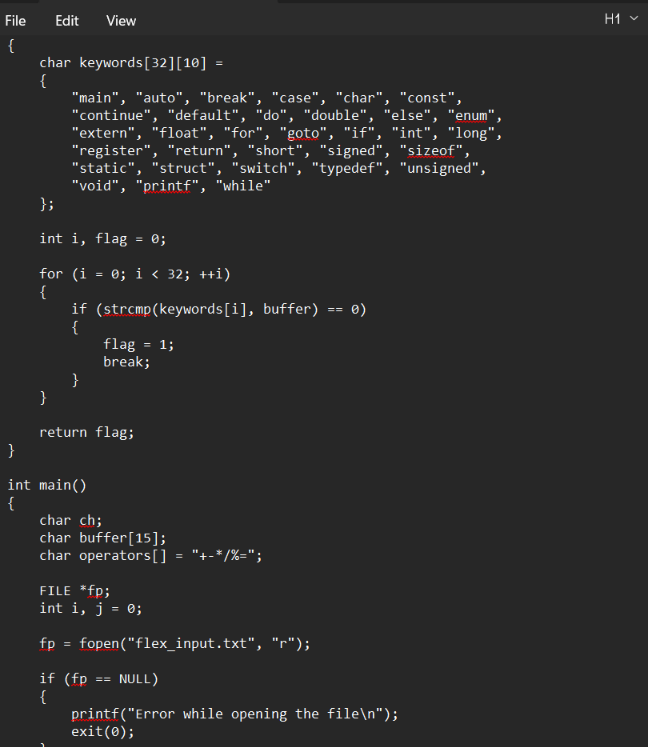 File Edit View H1
{
    char keywords[32][10] =
    {
        "main", "auto", "break", "case", "char", "const",
        "continue", "default", "do", "double", "else", "enum",
        "extern", "float", "for", "goto", "if", "int", "long",
        "register", "return", "short", "signed", "sizeof",
        "static", "struct", "switch", "typedef", "unsigned",
        "void", "printf", "while"
    };

    int i, flag = 0;

    for (i = 0; i < 32; ++i)
    {
        if (strcmp(keywords[i], buffer) == 0)
        {
            flag = 1;
            break;
        }
    }

    return flag;
}

int main()
{
    char ch;
    char buffer[15];
    char operators[] = "+-*/%=";

    FILE *fp;
    int i, j = 0;

    fp = fopen("flex_input.txt", "r");

    if (fp == NULL)
    {
        printf("Error while opening the file\n");
        exit(0);
    }